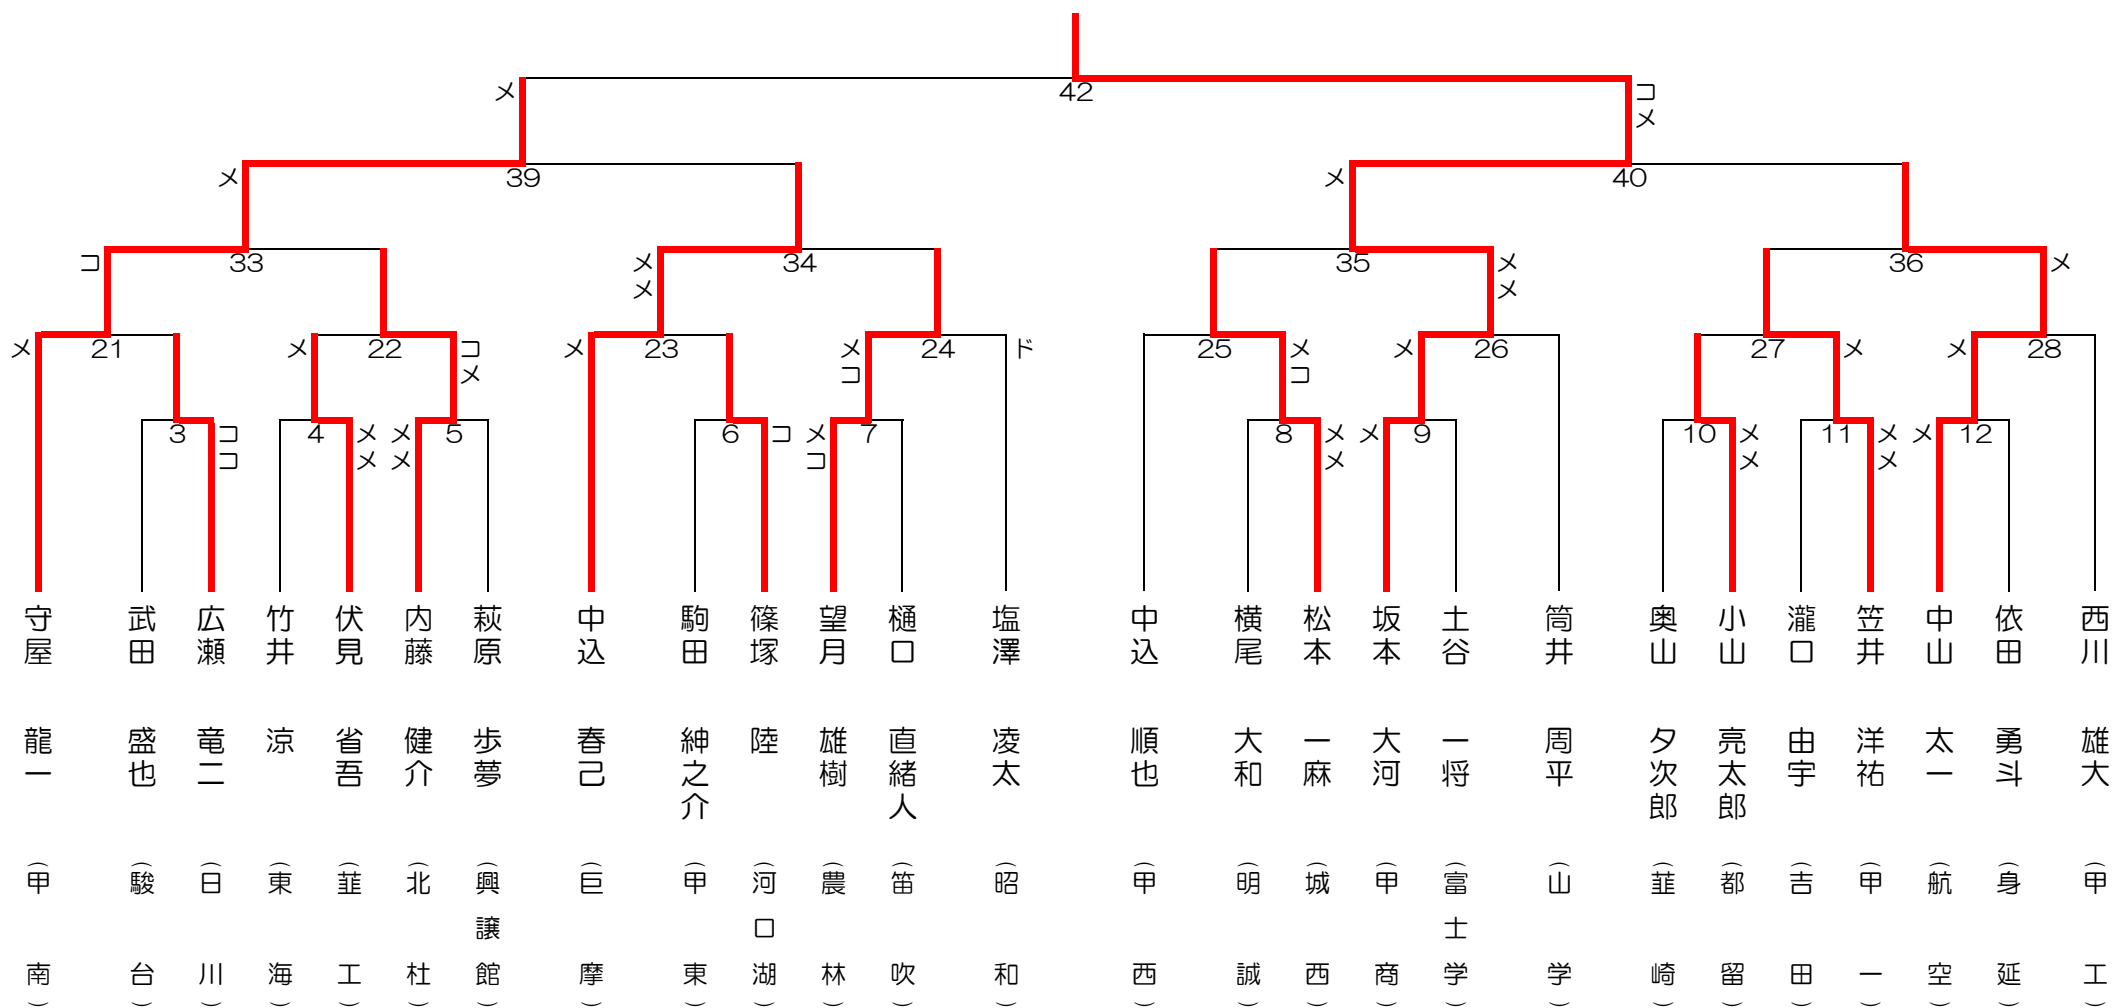 42
メ
コメ
39
40
メ
メ
33
34
35
36
コ
メメ
メメ
メ
21
22
23
24
25
26
27
28
メ
メ
コメ
メ
メコ
ド
メコ
メ
メ
メ
3
4
5
6
7
8
9
10
11
12
ココ
メメ
メメ
コ
メコ
メメ
メ
メメ
メメ
メ
守屋 龍一 (甲南)
武田 盛也 (駿台)
広瀬 竜二 (日川)
竹井 涼 (東海)
伏見 省吾 (韮工)
内藤 健介 (北杜)
萩原 歩夢 (興譲館)
中込 春己 (巨摩)
駒田 紳之介 (甲東)
篠塚 陸 (河口湖)
望月 雄樹 (農林)
樋口 直緒人 (笛吹)
塩澤 凌太 (昭和)
中込 順也 (甲西)
横尾 大和 (明誠)
松本 一麻 (城西)
坂本 大河 (甲商)
土谷 一将 (富士学)
筒井 周平 (山学)
奥山 夕次郎 (韮崎)
小山 亮太郎 (都留)
瀧口 由宇 (吉田)
笠井 洋祐 (甲一)
中山 太一 (航空)
依田 勇斗 (身延)
西川 雄大 (甲工)